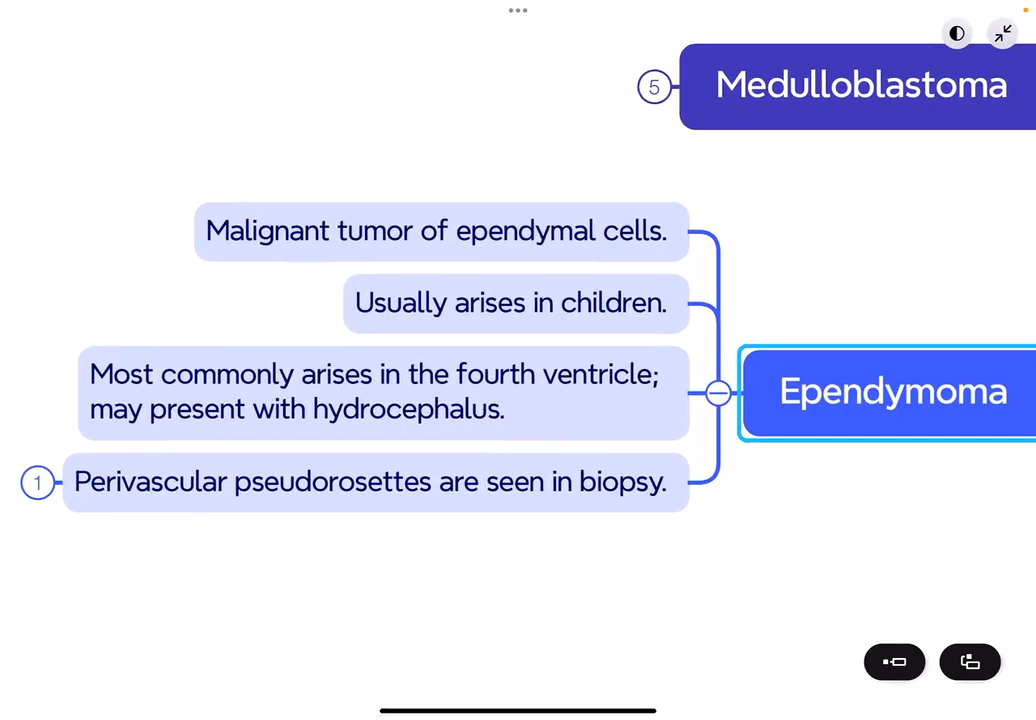 5
Medulloblastoma
Malignant tumor of ependymal cells.
Usually arises in children.
Most commonly arises in the fourth ventricle;
may present with hydrocephalus.
Ependymoma
1
Perivascular pseudorosettes are seen in biopsy.